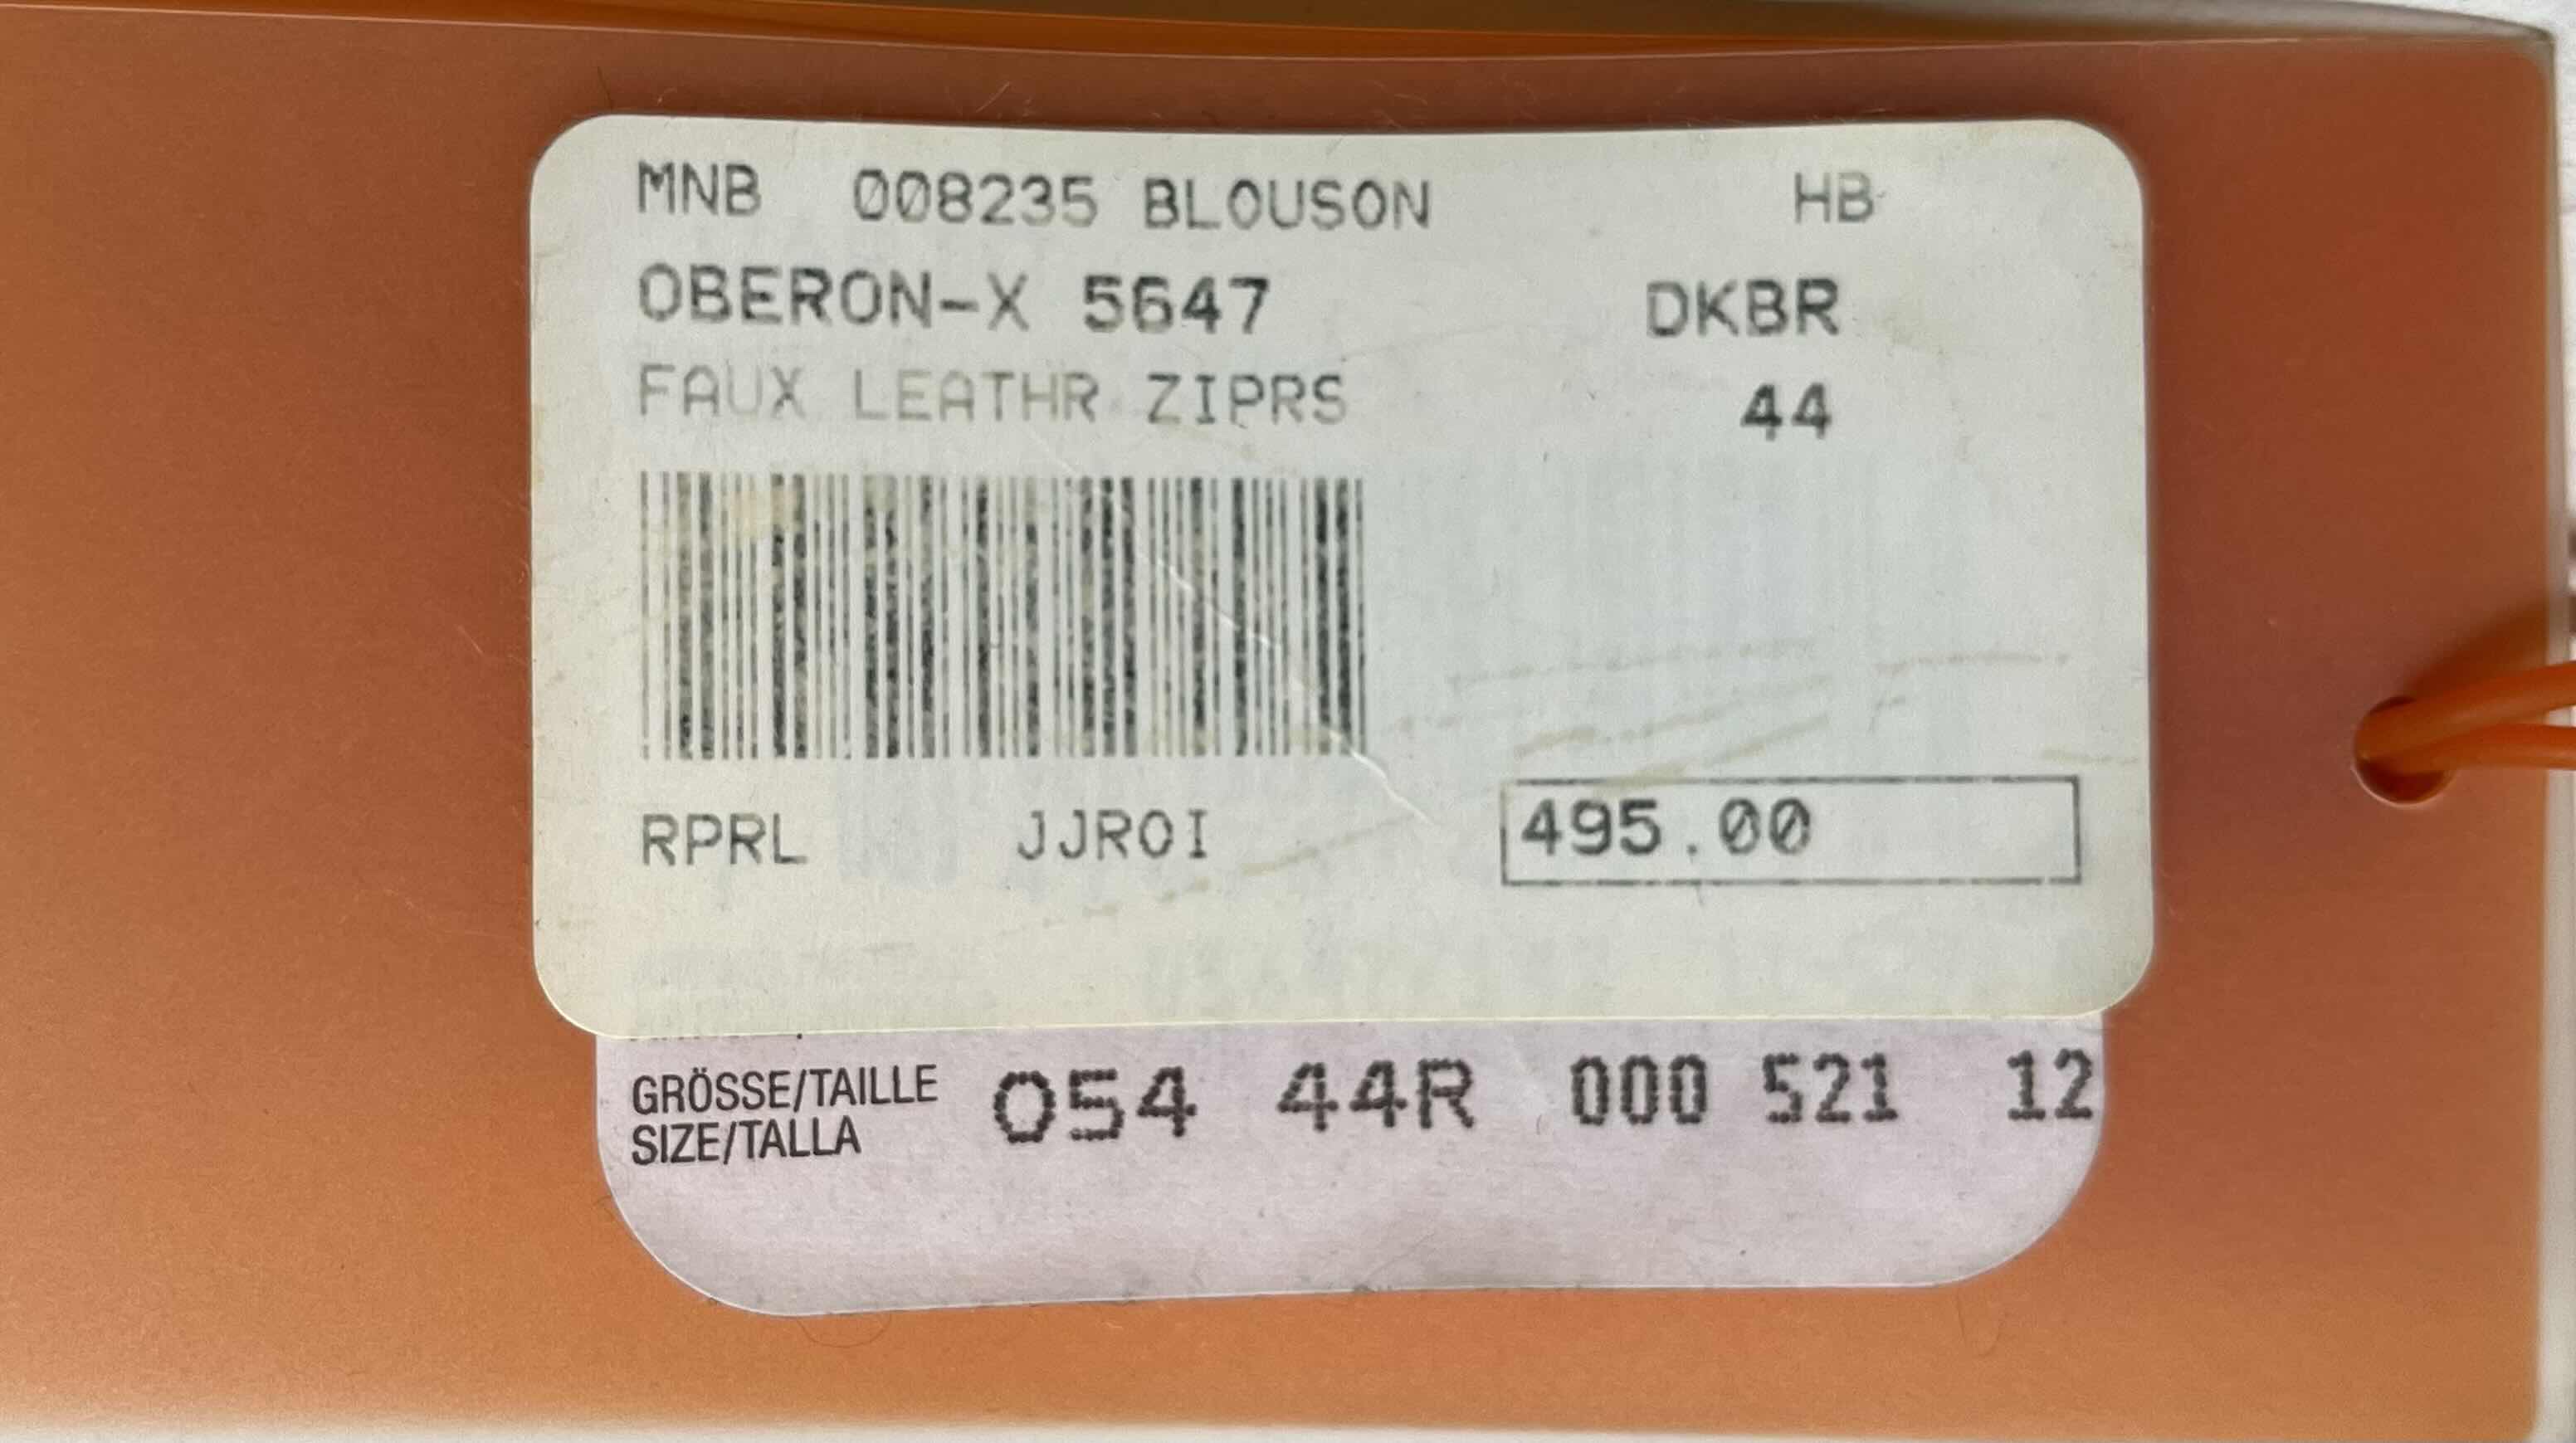 MNB 008235 BLOUSON HB
OBERON-X 5647 DKBR
FAUX LEATHR ZIPRS 44
RPRL JJROI 495.00
GRÖSSE/TAILLE
SIZE/TALLA
054 44R 000 521 12